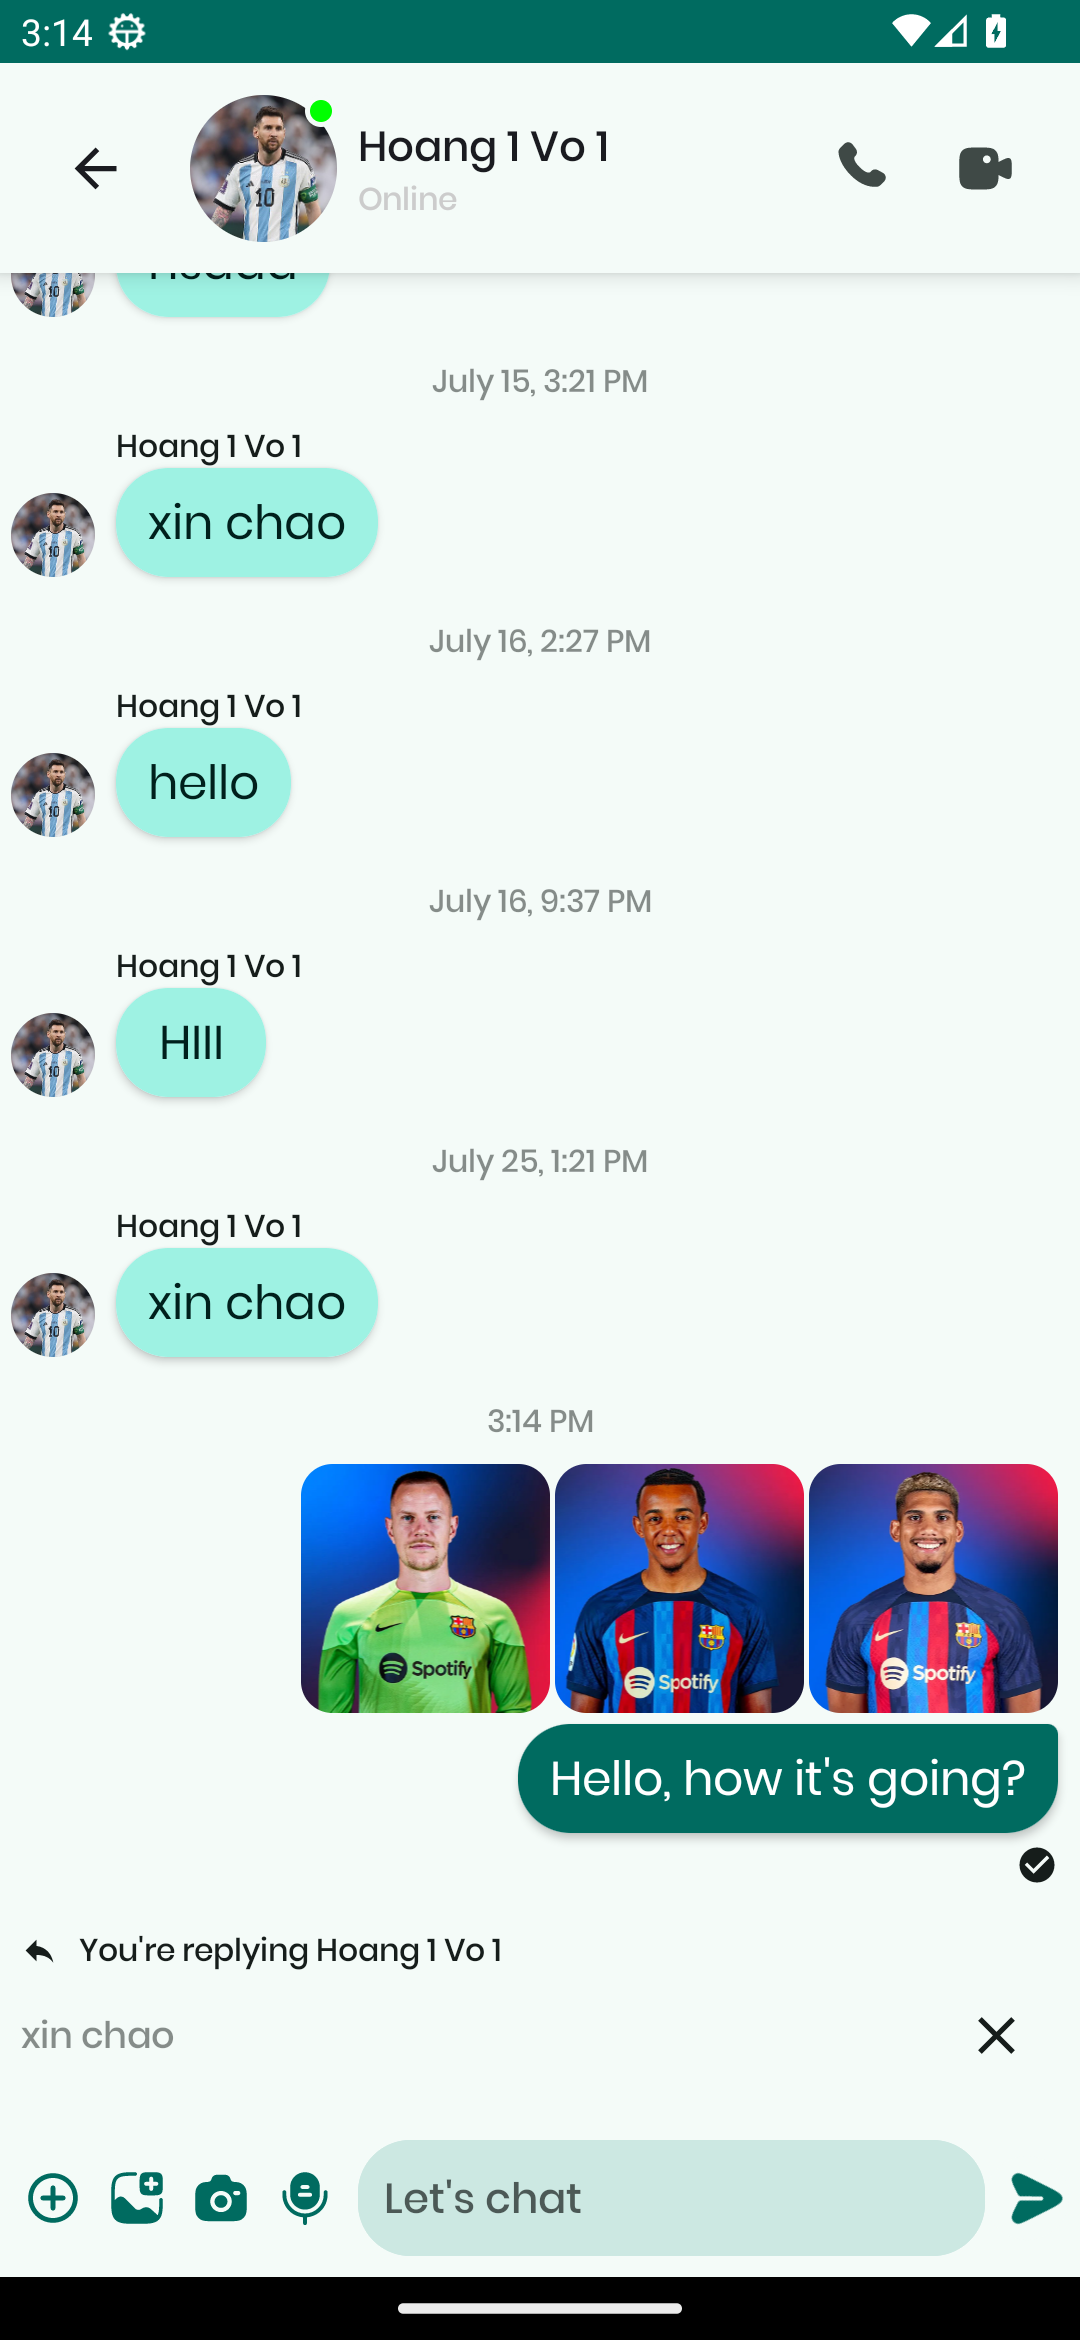 3:14
Hoang 1 Vo 1
Online
July 15, 3:21 PM
Hoang 1 Vo 1
xin chao
July 16, 2:27 PM
Hoang 1 Vo 1
hello
July 16, 9:37 PM
Hoang 1 Vo 1
HIII
July 25, 1:21 PM
Hoang 1 Vo 1
xin chao
3:14 PM
Spotify
Spotify
Spotify
Hello, how it's going?
You're replying Hoang 1 Vo 1
xin chao
Let's chat